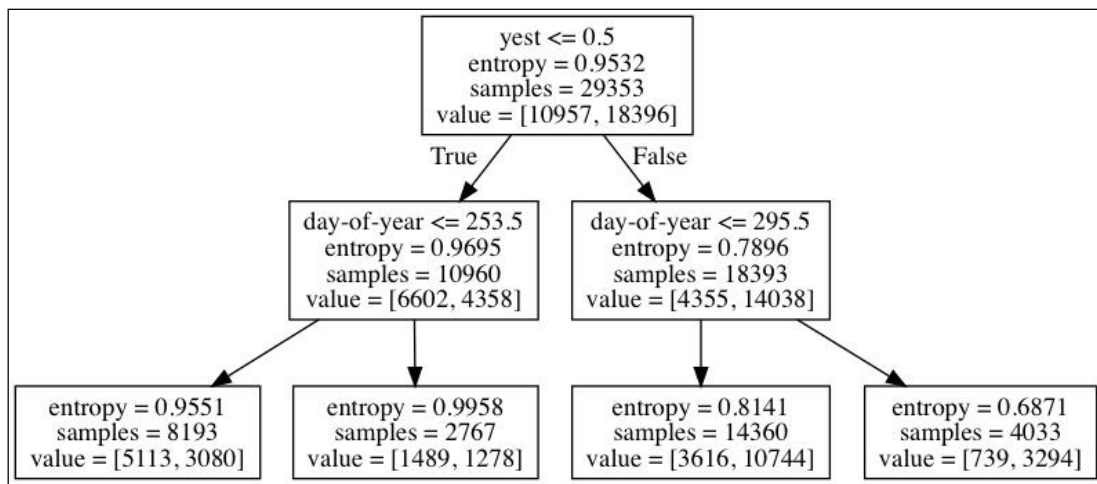 yest <= 0.5
entropy = 0.9532
samples = 29353
value = [10957, 18396]
True
False
day-of-year <= 253.5
entropy = 0.9695
samples = 10960
value = [6602, 4358]
day-of-year <= 295.5
entropy = 0.7896
samples = 18393
value = [4355, 14038]
entropy = 0.9551
samples = 8193
value = [5113, 3080]
entropy = 0.9958
samples = 2767
value = [1489, 1278]
entropy = 0.8141
samples = 14360
value = [3616, 10744]
entropy = 0.6871
samples = 4033
value = [739, 3294]